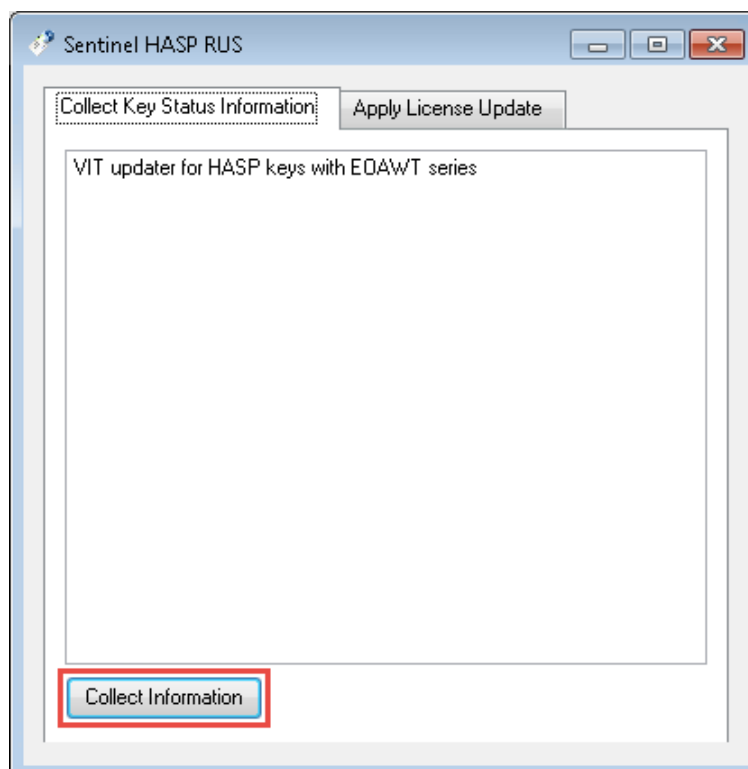 Sentinel HASP RUS
Collect Key Status Information
Apply License Update
VIT updater for HASP keys with EOAWT series
Collect Information